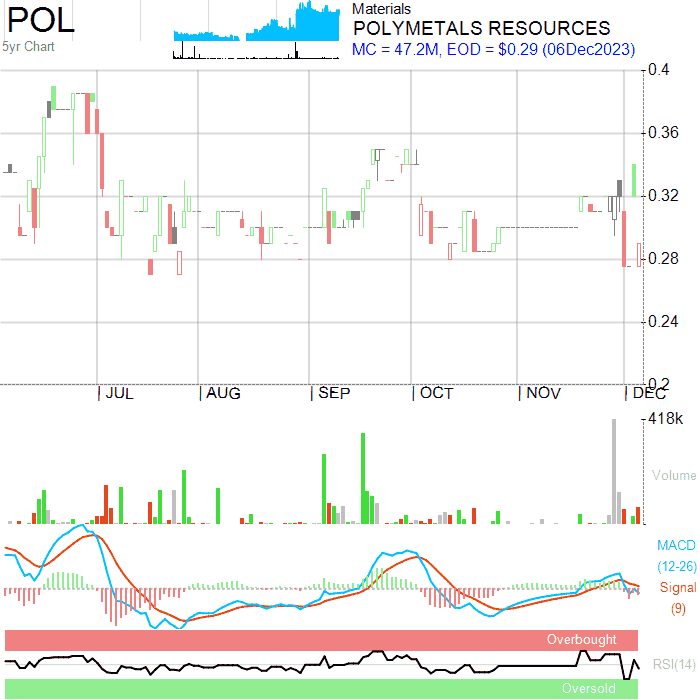 POL
5yr Chart
Materials
POLYMETALS RESOURCES
MC = 47.2M, EOD = $0.29 (06Dec2023)
0.4
0.36
0.32
0.28
0.24
0.2
JUL
AUG
SEP
OCT
NOV
DEC
418k
Volume
MACD
(12-26)
Signal
(9)
Overbought
RSI(14)
Oversold